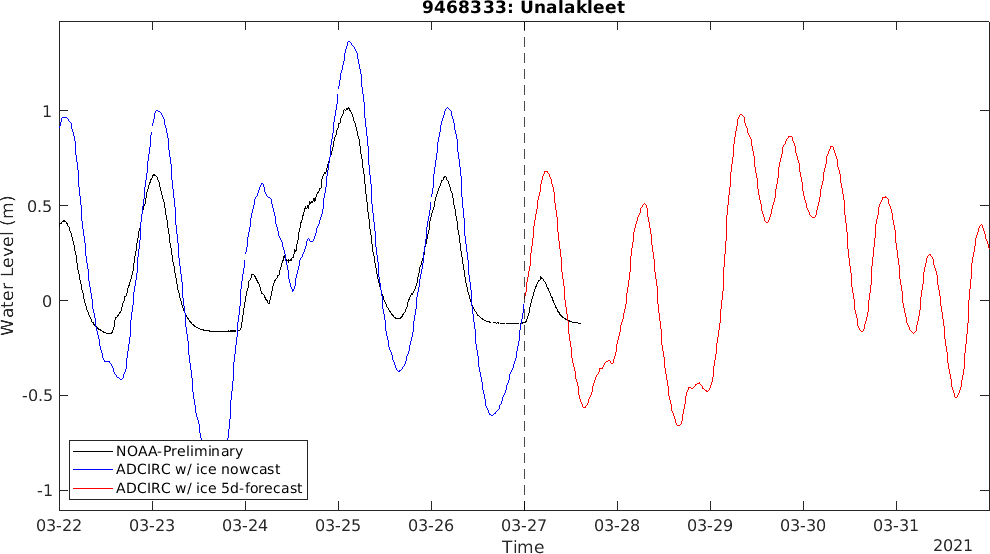 9468333: Unalakleet
Water Level (m)
1
0.5
0
-0.5
-1
NOAA-Preliminary
ADCIRC w/ ice nowcast
ADCIRC w/ ice 5d-forecast
03-22 03-23 03-24 03-25 03-26 03-27 03-28 03-29 03-30 03-31
Time
2021